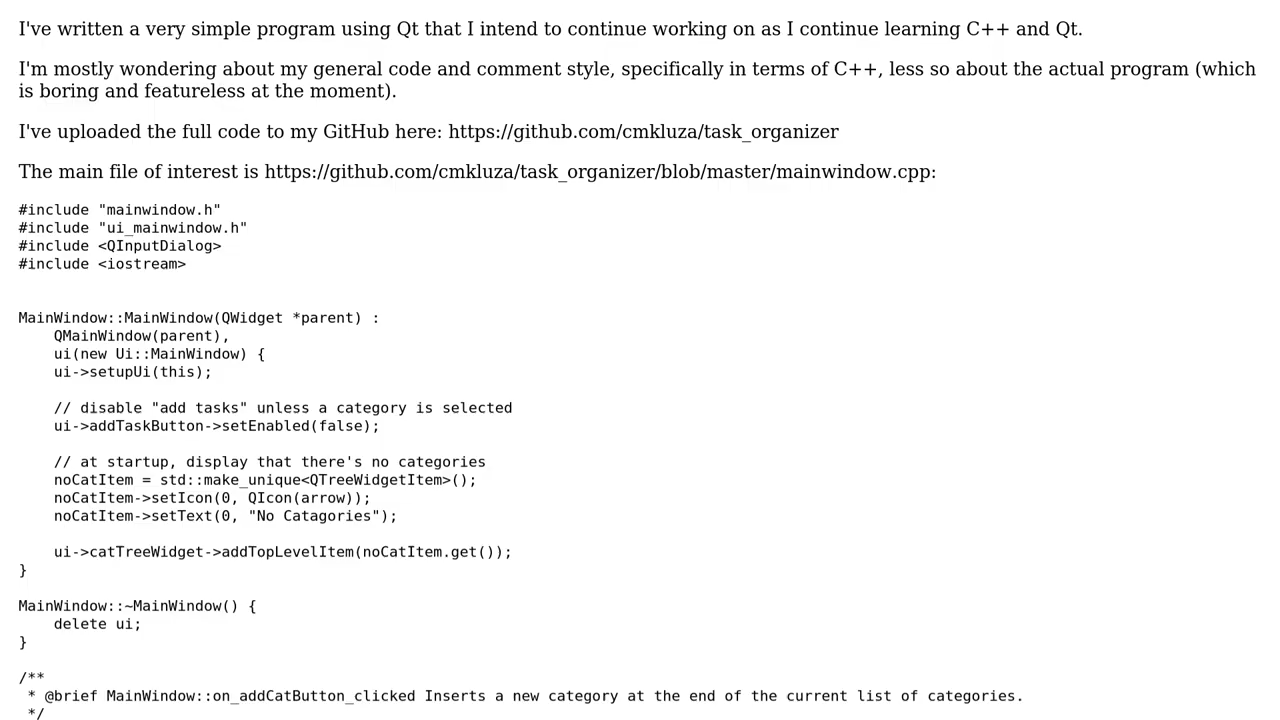 I've written a very simple program using Qt that I intend to continue working on as I continue learning C++ and Qt.
I'm mostly wondering about my general code and comment style, specifically in terms of C++, less so about the actual program (which
is boring and featureless at the moment).
I've uploaded the full code to my GitHub here: https://github.com/cmkluza/task_organizer
The main file of interest is https://github.com/cmkluza/task_organizer/blob/master/mainwindow.cpp:
#include "mainwindow.h"
#include "ui_mainwindow.h"
#include <QInputDialog>
#include <iostream>
MainWindow::MainWindow(QWidget *parent) :
    QMainWindow(parent),
    ui(new Ui::MainWindow) {
    ui->setupUi(this);
    // disable "add tasks" unless a category is selected
    ui->addTaskButton->setEnabled(false);
    // at startup, display that there's no categories
    noCatItem = std::make_unique<QTreeWidgetItem>();
    noCatItem->setIcon(0, QIcon(arrow));
    noCatItem->setText(0, "No Catagories");
    ui->catTreeWidget->addTopLevelItem(noCatItem.get());
}
MainWindow::~MainWindow() {
    delete ui;
}
/**
 * @brief MainWindow::on_addCatButton_clicked Inserts a new category at the end of the current list of categories.
 */